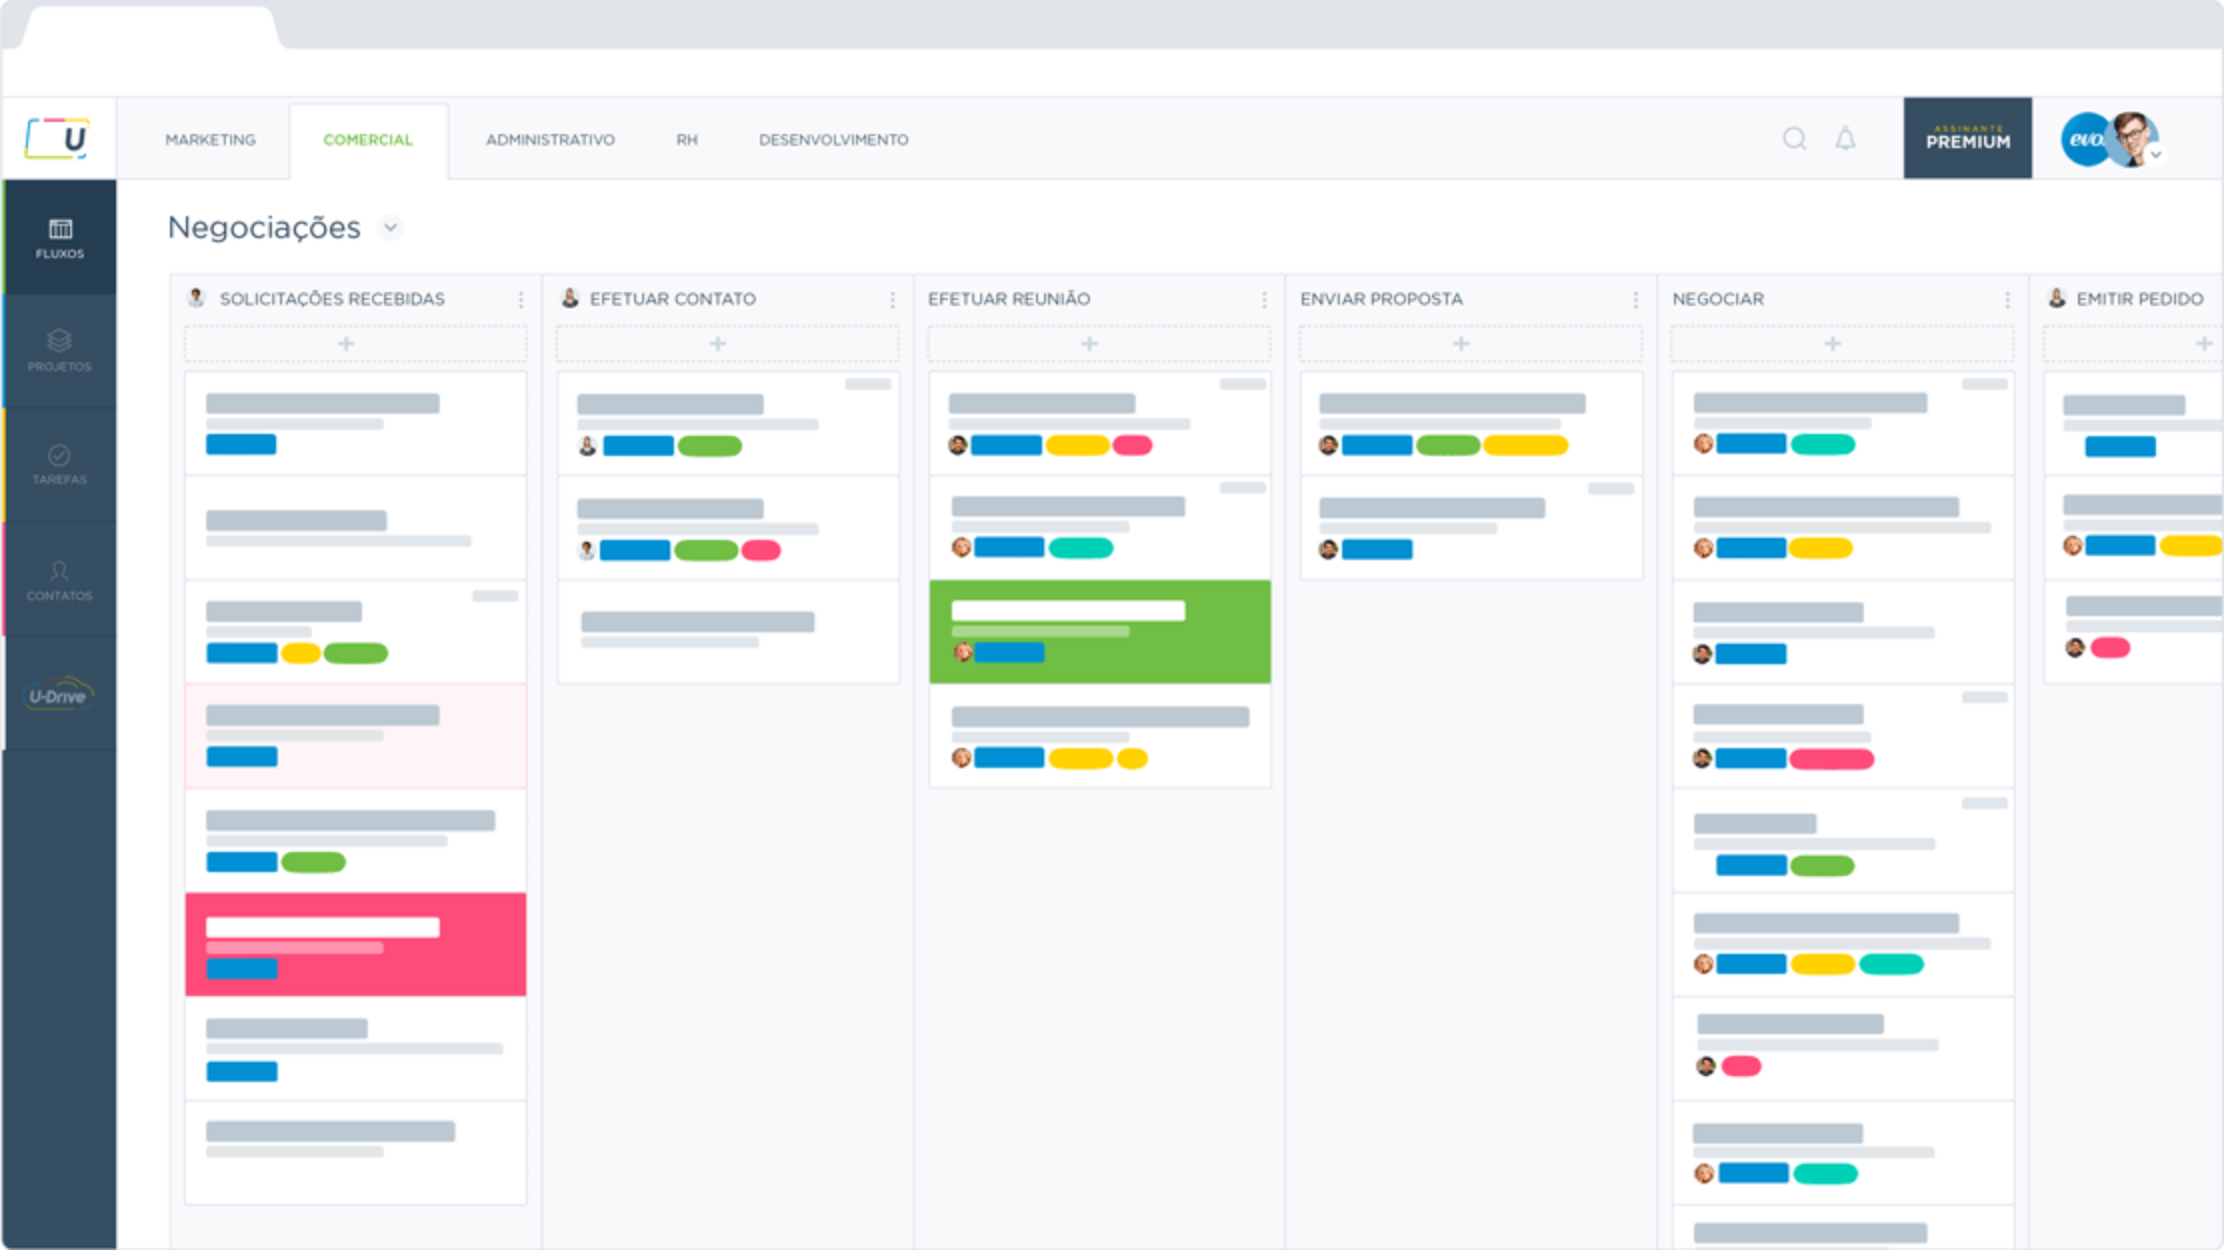 U
MARKETING
COMERCIAL
ADMINISTRATIVO
RH
DESENVOLVIMENTO
ASSINANTE
PREMIUM
evo
Negociações
FLUXOS
PROJETOS
TAREFAS
CONTATOS
U-Drive
SOLICITAÇÕES RECEBIDAS
EFETUAR CONTATO
EFETUAR REUNIÃO
ENVIAR PROPOSTA
NEGOCIAR
EMITIR PEDIDO